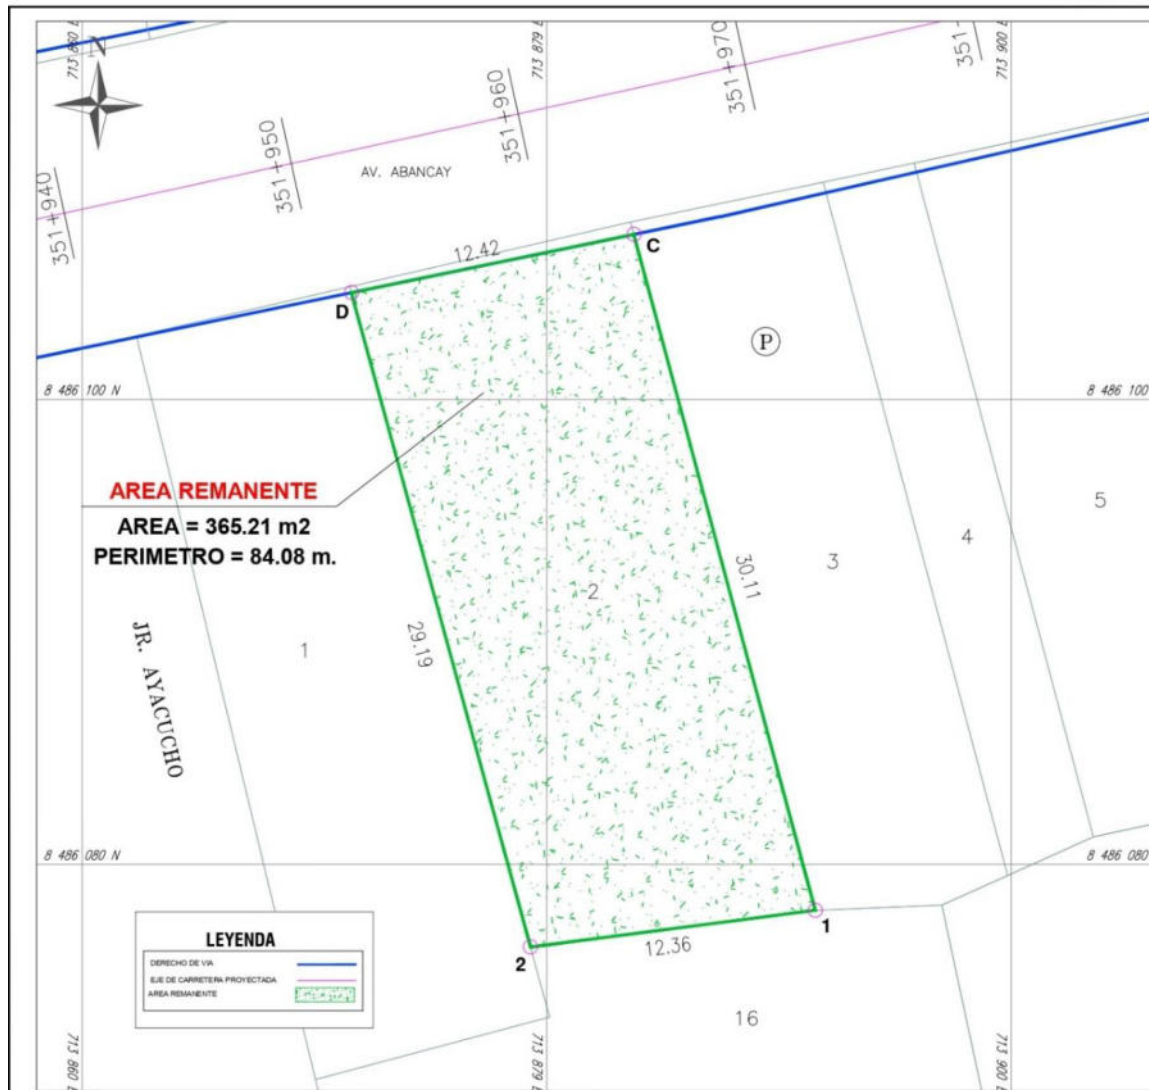 713 860 E
713 879 E
713 900 E
N
351+970
351+960
351+950
351+940
AV. ABANCAY
12.42
C
D
P
8 486 100 N
8 486 100
AREA REMANENTE
AREA = 365.21 m2
PERIMETRO = 84.08 m.
5
4
3
2
30.11
29.19
1
JR. AYACUCHO
8 486 080 N
8 486 080
1
2
12.36
16
LEYENDA
DERECHO DE VIA
EJE DE CARRETERA PROYECTADA
AREA REMANENTE
713 860
713 879 E
713 900 E